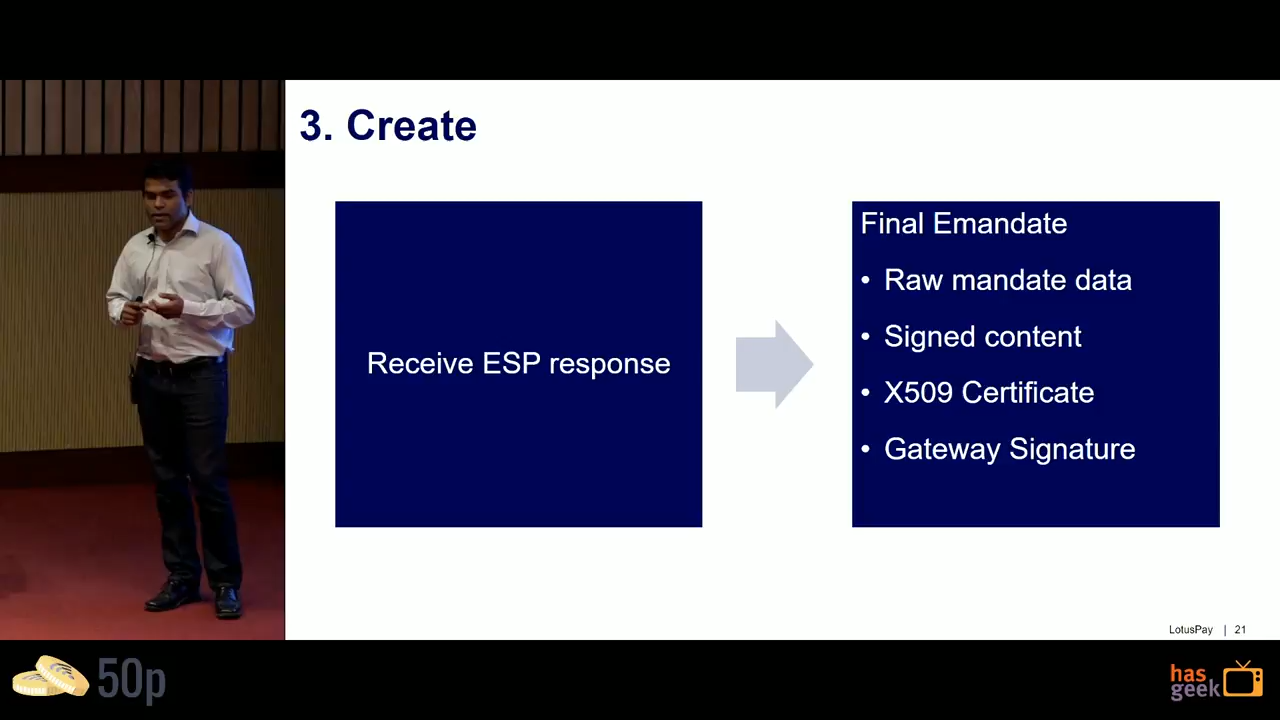 3. Create
Receive ESP response
Final Emandate
• Raw mandate data
• Signed content
• X509 Certificate
• Gateway Signature
LotusPay | 21
50p
has
geek